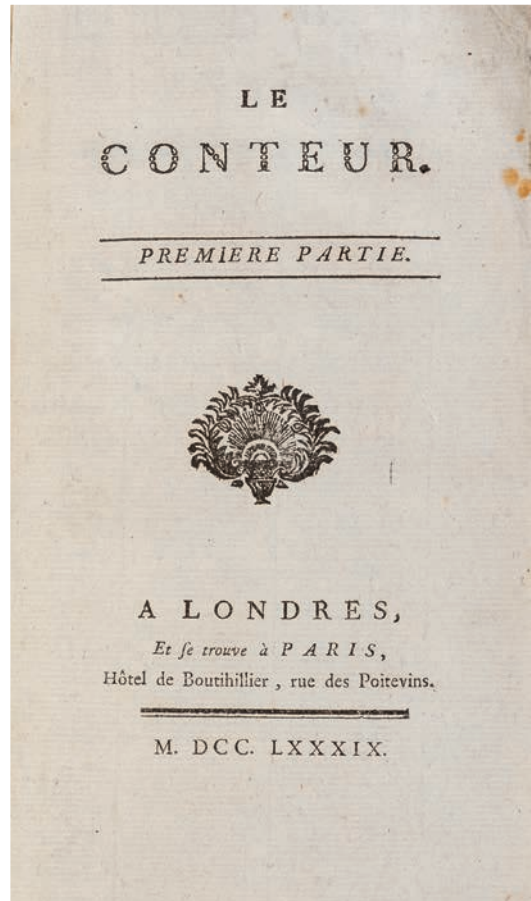 LE
CONTEUR.
PREMIERE PARTIE.
A LONDRES,
Et ſe trouve à PARIS,
Hôtel de Boutihillier, rue des Poitevins.
M. DCC. LXXXIX.